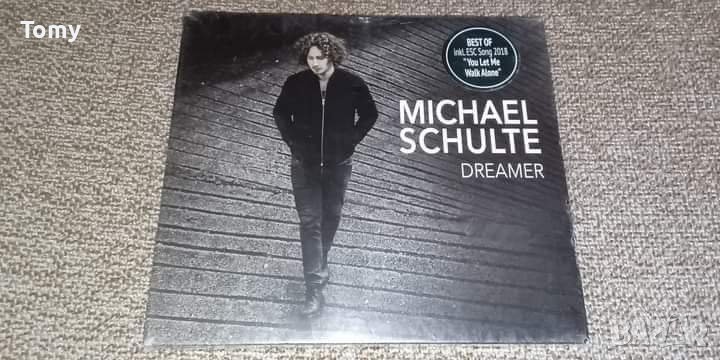 Tomy
BEST OF
inkl. ESC Song 2018
"You Let Me
Walk Alone"
MICHAEL
SCHULTE
DREAMER